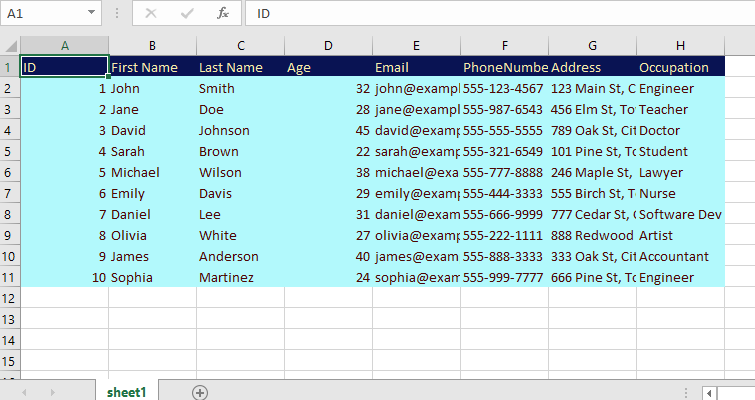 A1 fx ID
A B C D E F G H
1 ID First Name Last Name Age Email PhoneNumbe Address Occupation
2 1 John Smith 32 john@exampl 555-123-4567 123 Main St, C Engineer
3 2 Jane Doe 28 jane@exampl 555-987-6543 456 Elm St, To Teacher
4 3 David Johnson 45 david@examp 555-555-5555 789 Oak St, Cit Doctor
5 4 Sarah Brown 22 sarah@examp 555-321-6549 101 Pine St, To Student
6 5 Michael Wilson 38 michael@exa 555-777-8888 246 Maple St, Lawyer
7 6 Emily Davis 29 emily@examp 555-444-3333 555 Birch St, T Nurse
8 7 Daniel Lee 31 daniel@exam 555-666-9999 777 Cedar St, Software Dev
9 8 Olivia White 27 olivia@exam 555-222-1111 888 Redwood Artist
10 9 James Anderson 40 james@exam 555-888-3333 333 Oak St, Cit Accountant
11 10 Sophia Martinez 24 sophia@exam 555-999-7777 666 Pine St, To Engineer
12
13
14
15
sheet1